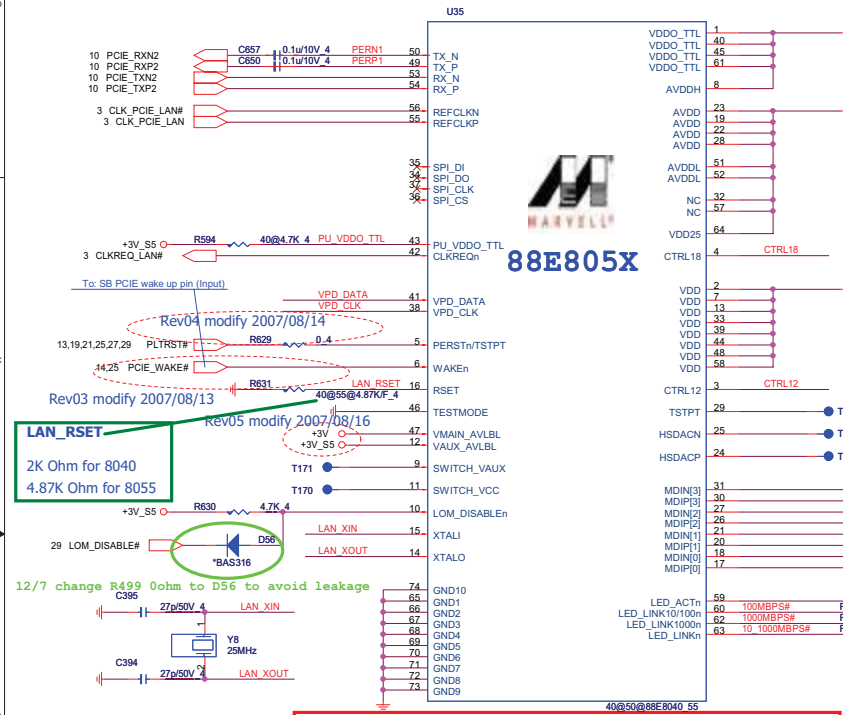 U35
10 PCIE_RXN2 C657 0.1u/10V_4 PERN1 50 TX_N
10 PCIE_RXP2 C650 0.1u/10V_4 PERP1 49 TX_P
10 PCIE_TXN2 53 RX_N
10 PCIE_TXP2 54 RX_P
3 CLK_PCIE_LAN# 56 REFCLKN
3 CLK_PCIE_LAN 55 REFCLKP
35 SPI_DI
34 SPI_DO
37 SPI_CLK
36 SPI_CS
+3V_S5 R594 40@4.7K_4 PU_VDDO_TTL 43 PU_VDDO_TTL
3 CLKREQ_LAN# 42 CLKREQn
To: SB PCIE wake up pin (Input)
VPD_DATA 41 VPD_DATA
VPD_CLK 38 VPD_CLK
Rev04 modify 2007/08/14
13,19,21,25,27,29 PLTRST# R629 0_4 5 PERSTn/TSTPT
14,25 PCIE_WAKE# 6 WAKEn
R631 LAN_RSET 16 RSET
40@55@4.87K/F_4
Rev03 modify 2007/08/13
46 TESTMODE
Rev05 modify 2007/08/16
LAN_RSET
2K Ohm for 8040
4.87K Ohm for 8055
+3V 47 VMAIN_AVLBL
+3V_S5 12 VAUX_AVLBL
T171 9 SWITCH_VAUX
T170 11 SWITCH_VCC
+3V_S5 R630 4.7K_4 10 LOM_DISABLEn
LAN_XIN 15 XTALI
29 LOM_DISABLE# D56
*BAS316
LAN_XOUT 14 XTALO
12/7 change R499 0ohm to D56 to avoid leakage
C395 27p/50V_4 LAN_XIN
1
Y8
25MHz
2
C394 27p/50V_4 LAN_XOUT
74 GND10
65 GND1
66 GND2
67 GND3
68 GND4
69 GND5
70 GND6
71 GND7
72 GND8
73 GND9
MARVELL
88E805X
VDDO_TTL 1
VDDO_TTL 40
VDDO_TTL 45
VDDO_TTL 61
AVDDH 8
AVDD 23
AVDD 19
AVDD 22
AVDD 28
AVDDL 51
AVDDL 52
NC 32
NC 57
VDD25 64
CTRL18 4 CTRL18
VDD 2
VDD 7
VDD 13
VDD 33
VDD 39
VDD 44
VDD 48
VDD 58
CTRL12 3 CTRL12
TSTPT 29 T
HSDACN 25 T
HSDACP 24 T
MDIN[3] 31
MDIP[3] 30
MDIN[2] 27
MDIP[2] 26
MDIN[1] 21
MDIP[1] 20
MDIN[0] 18
MDIP[0] 17
LED_ACTn 59
LED_LINK10/100n 60 100MBPS#
LED_LINK1000n 62 1000MBPS#
LED_LINKn 63 10_1000MBPS#
40@50@88E8040_55